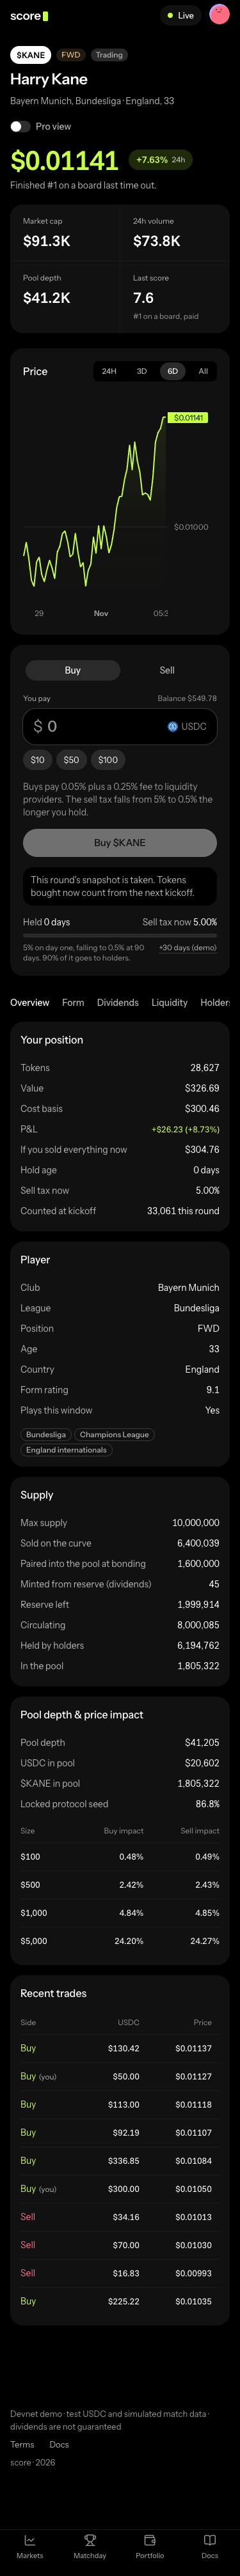 score
Live
$KANE FWD Trading
Harry Kane
Bayern Munich, Bundesliga · England, 33
Pro view
$0.01141 +7.63% 24h
Finished #1 on a board last time out.
Market cap
$91.3K
24h volume
$73.8K
Pool depth
$41.2K
Last score
7.6
#1 on a board, paid
Price
24H 3D 6D All
$0.01141
$0.01000
29 Nov 05:3
Buy Sell
You pay Balance $549.78
$ 0 USDC
$10 $50 $100
Buys pay 0.05% plus a 0.25% fee to liquidity
providers. The sell tax falls from 5% to 0.5% the
longer you hold.
Buy $KANE
This round's snapshot is taken. Tokens
bought now count from the next kickoff.
Held 0 days Sell tax now 5.00%
5% on day one, falling to 0.5% at 90
days. 90% of it goes to holders.
+30 days (demo)
Overview Form Dividends Liquidity Holders
Your position
Tokens 28,627
Value $326.69
Cost basis $300.46
P&L +$26.23 (+8.73%)
If you sold everything now $304.76
Hold age 0 days
Sell tax now 5.00%
Counted at kickoff 33,061 this round
Player
Club Bayern Munich
League Bundesliga
Position FWD
Age 33
Country England
Form rating 9.1
Plays this window Yes
Bundesliga Champions League
England internationals
Supply
Max supply 10,000,000
Sold on the curve 6,400,039
Paired into the pool at bonding 1,600,000
Minted from reserve (dividends) 45
Reserve left 1,999,914
Circulating 8,000,085
Held by holders 6,194,762
In the pool 1,805,322
Pool depth & price impact
Pool depth $41,205
USDC in pool $20,602
$KANE in pool 1,805,322
Locked protocol seed 86.8%
Size Buy impact Sell impact
$100 0.48% 0.49%
$500 2.42% 2.43%
$1,000 4.84% 4.85%
$5,000 24.20% 24.27%
Recent trades
Side USDC Price
Buy $130.42 $0.01137
Buy (you) $50.00 $0.01127
Buy $113.00 $0.01118
Buy $92.19 $0.01107
Buy $336.85 $0.01084
Buy (you) $300.00 $0.01050
Sell $34.16 $0.01013
Sell $70.00 $0.01030
Sell $16.83 $0.00993
Buy $225.22 $0.01035
Devnet demo · test USDC and simulated match data ·
dividends are not guaranteed
Terms Docs
score · 2026
Markets Matchday Portfolio Docs